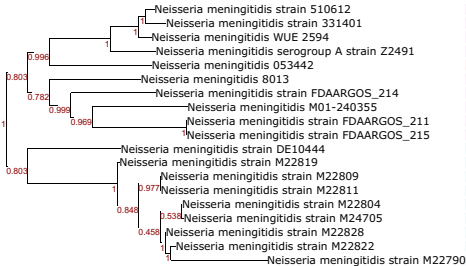 Neisseria meningitidis strain 510612
1
Neisseria meningitidis strain 331401
1
Neisseria meningitidis WUE 2594
1
Neisseria meningitidis serogroup A strain Z2491
0.996
Neisseria meningitidis 053442
0.803
Neisseria meningitidis 8013
0.782
Neisseria meningitidis strain FDAARGOS_214
0.999
Neisseria meningitidis M01-240355
0.969
Neisseria meningitidis strain FDAARGOS_211
1
Neisseria meningitidis strain FDAARGOS_215
1
Neisseria meningitidis strain DE10444
0.803
Neisseria meningitidis strain M22819
1
Neisseria meningitidis strain M22809
0.977
Neisseria meningitidis strain M22811
0.848
Neisseria meningitidis strain M22804
0.538
Neisseria meningitidis strain M24705
0.458
Neisseria meningitidis strain M22828
1
Neisseria meningitidis strain M22822
1
Neisseria meningitidis strain M22790